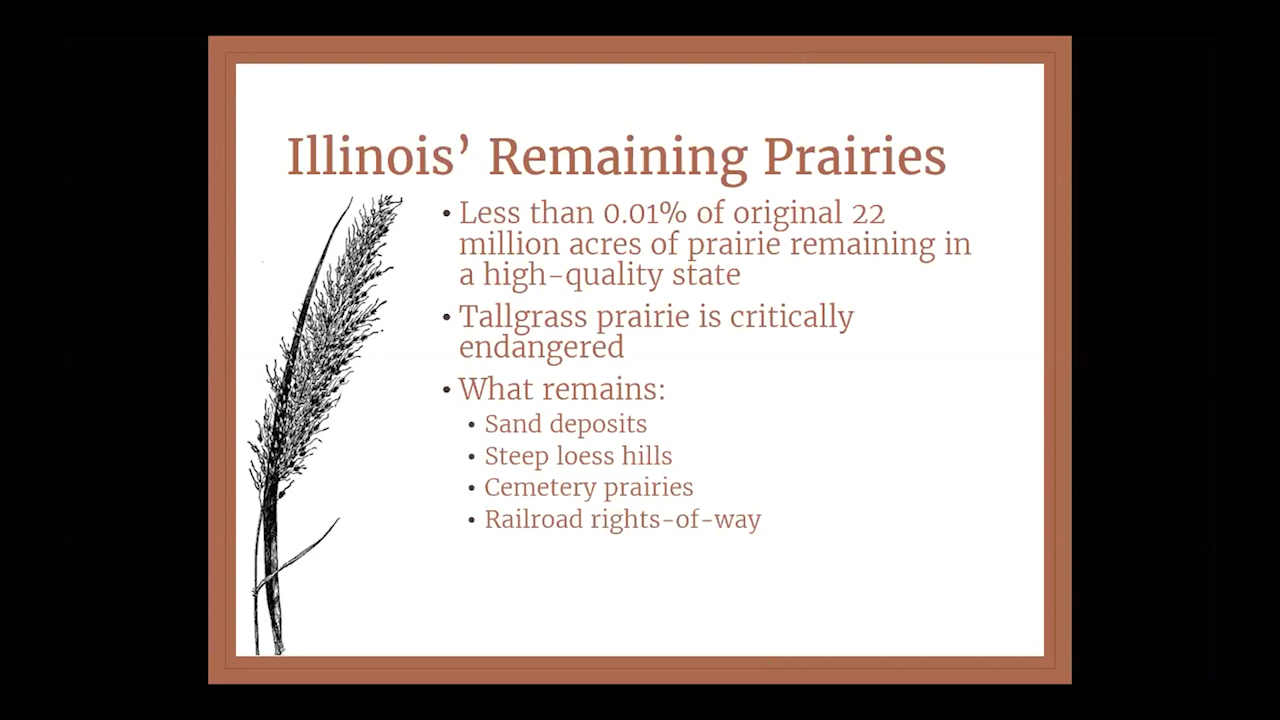 Illinois’ Remaining Prairies
• Less than 0.01% of original 22
million acres of prairie remaining in
a high-quality state
• Tallgrass prairie is critically
endangered
• What remains:
• Sand deposits
• Steep loess hills
• Cemetery prairies
• Railroad rights-of-way